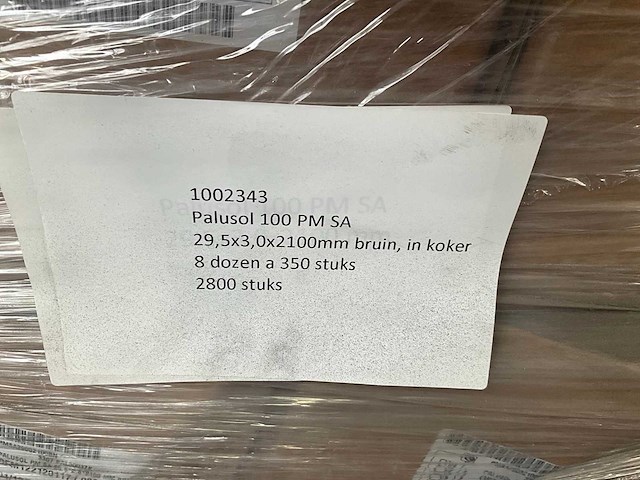 1002343
Palusol 100 PM SA
29,5x3,0x2100mm bruin, in koker
8 dozen a 350 stuks
2800 stuks